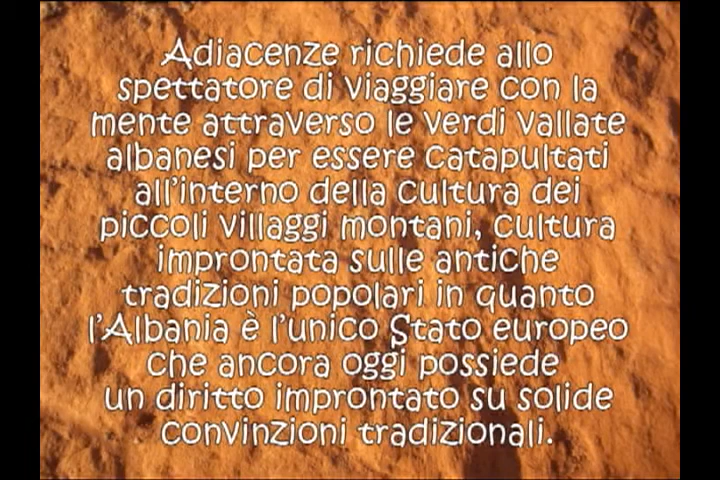 Adiacenze richiede allo
spettatore di viaggiare con la
mente attraverso le verdi vallate
albanesi per essere catapultati
all'interno della cultura dei
piccoli villaggi montani, cultura
improntata sulle antiche
tradizioni popolari in quanto
l'Albania è l'unico Stato europeo
che ancora oggi possiede
un diritto improntato su solide
convinzioni tradizionali.